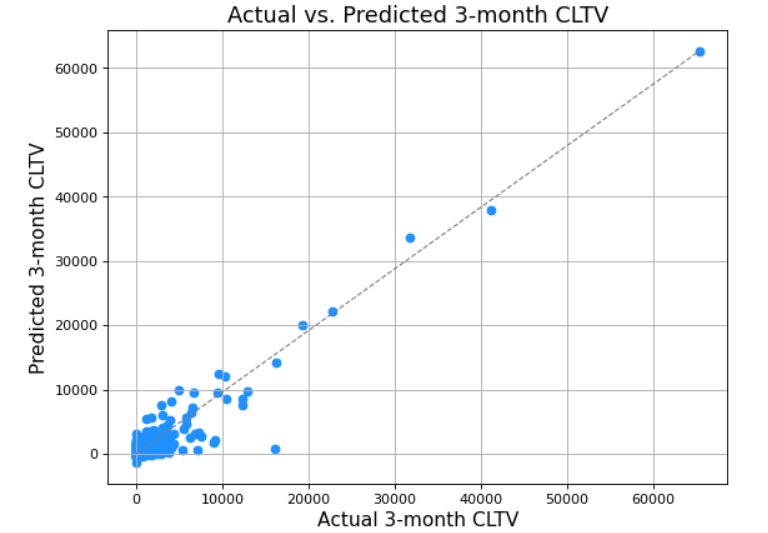 Actual vs. Predicted 3-month CLTV
60000
50000
40000
30000
20000
10000
0
Predicted 3-month CLTV
0 10000 20000 30000 40000 50000 60000
Actual 3-month CLTV